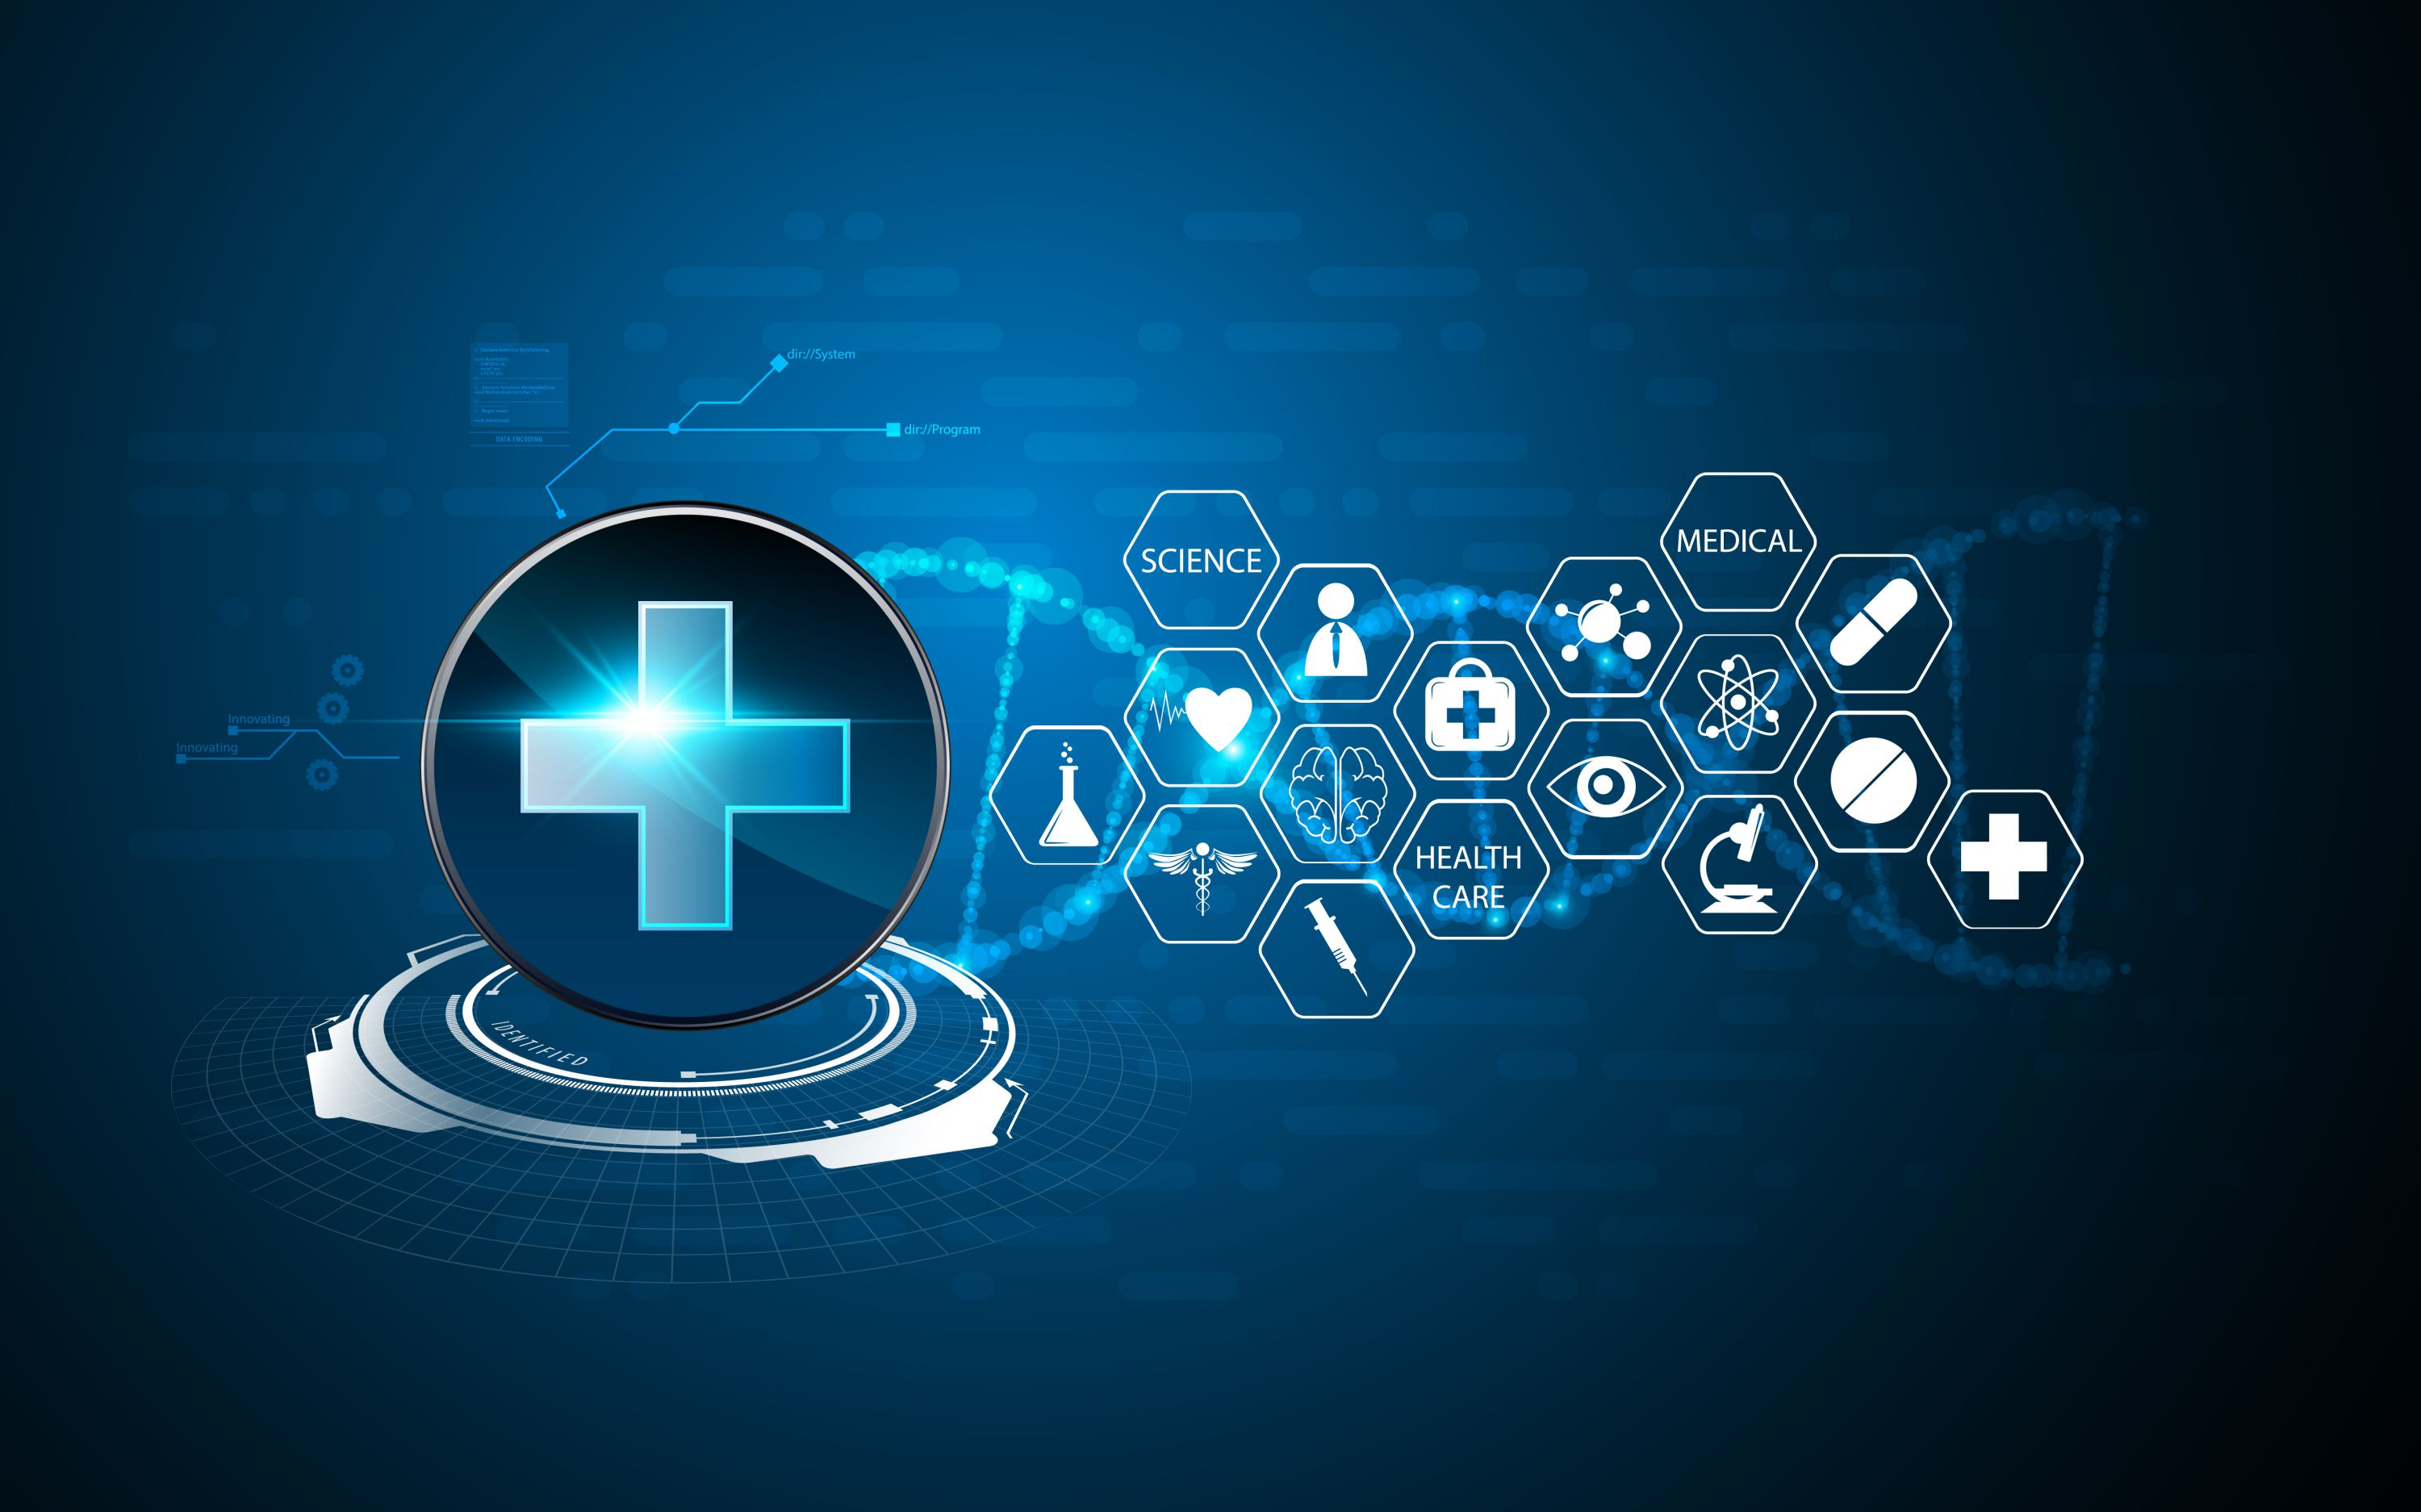 dir://System
dir://Program
DATA ENCODING
SCIENCE
MEDICAL
Innovating
Innovating
HEALTH
CARE
IDENTIFIED